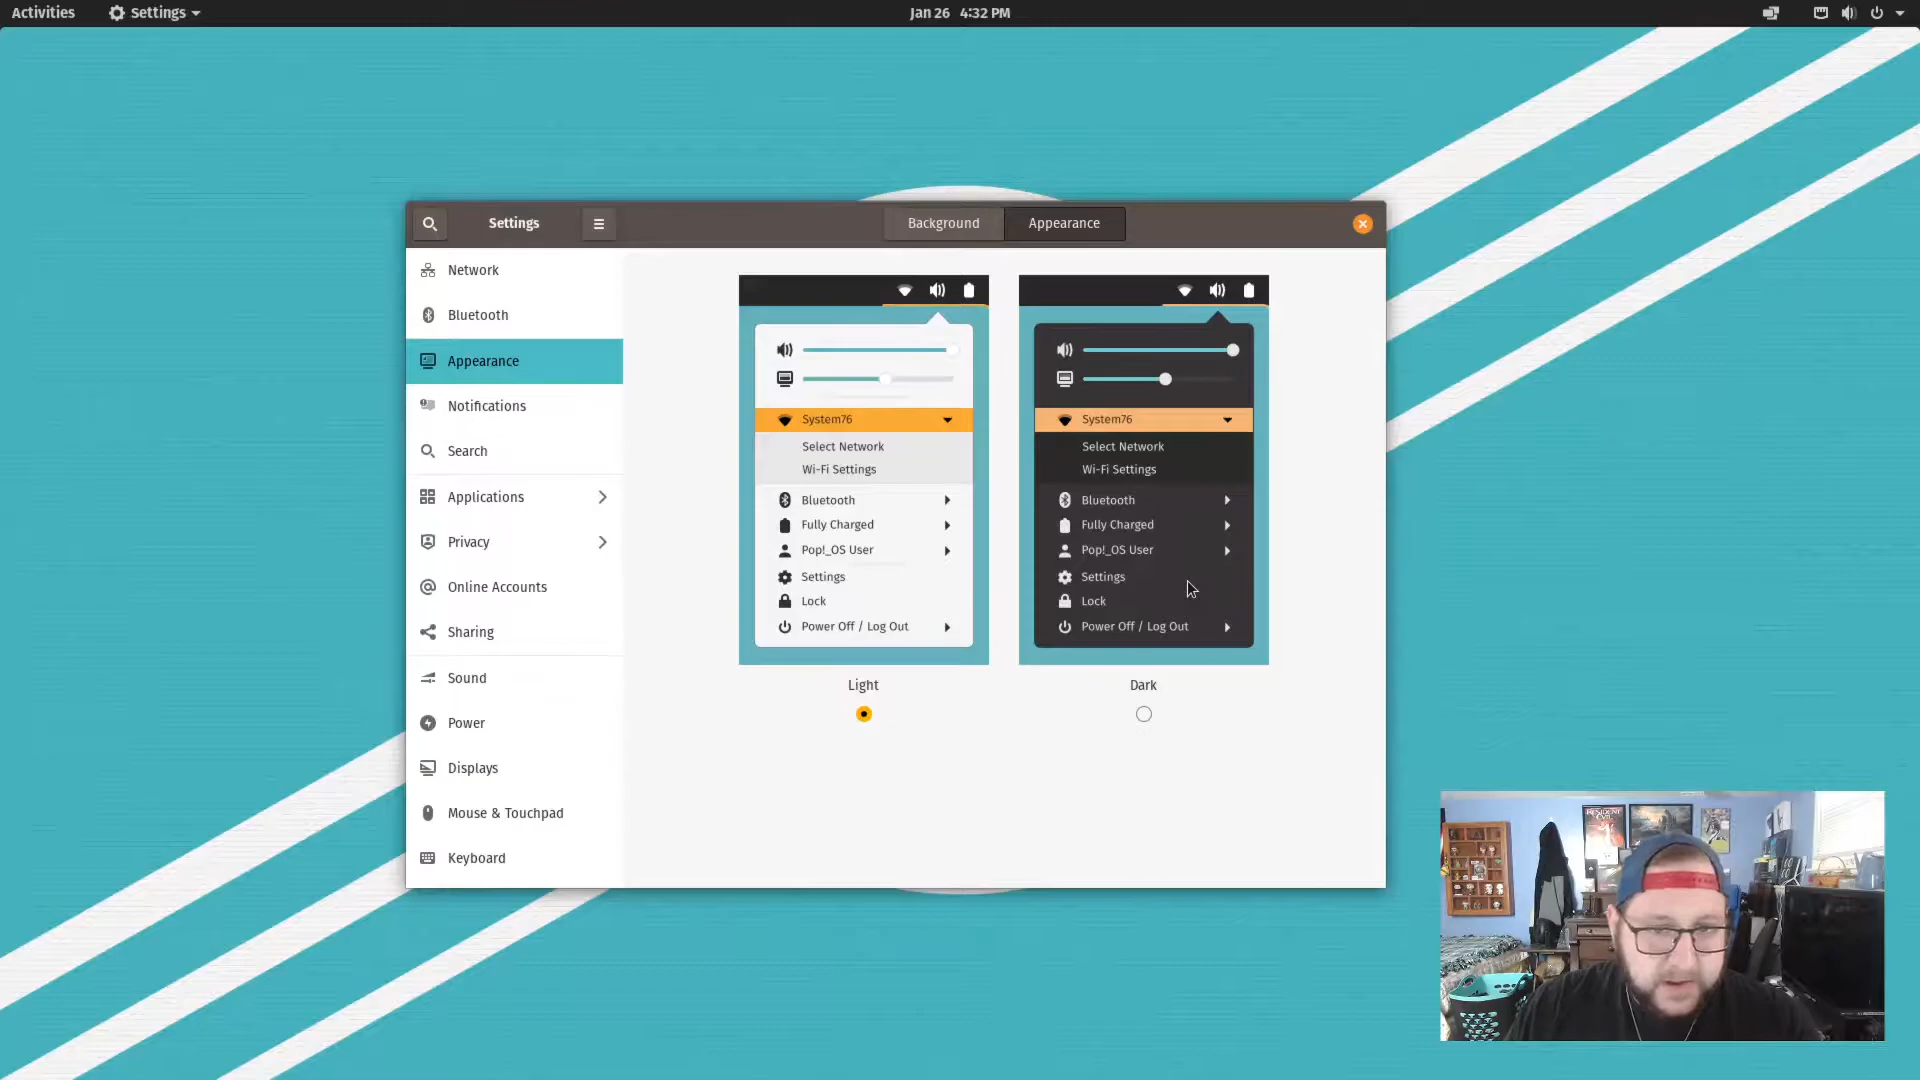 Activities
Settings
Jan 26 4:32 PM
Settings
Background
Appearance
Network
Bluetooth
Appearance
Notifications
Search
Applications
Privacy
Online Accounts
Sharing
Sound
Power
Displays
Mouse & Touchpad
Keyboard
System76
Select Network
Wi-Fi Settings
Bluetooth
Fully Charged
Pop!_OS User
Settings
Lock
Power Off / Log Out
Light
System76
Select Network
Wi-Fi Settings
Bluetooth
Fully Charged
Pop!_OS User
Settings
Lock
Power Off / Log Out
Dark
RESIDENT
EVIL